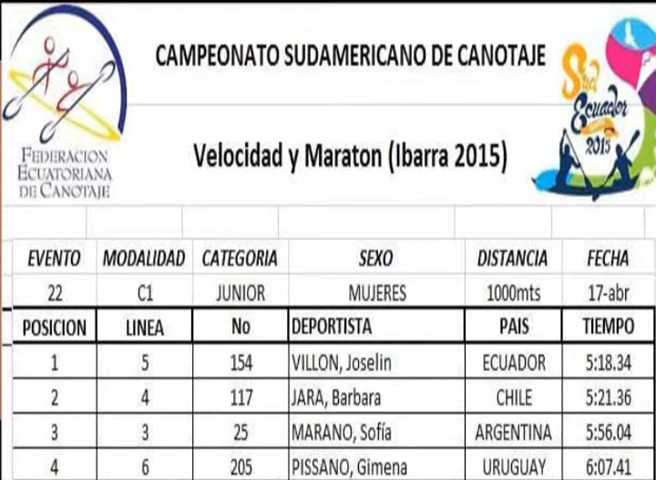 FEDERACION
ECUATORIANA
DE CANOTAJE
CAMPEONATO SUDAMERICANO DE CANOTAJE
Velocidad y Maraton (Ibarra 2015)
Sud
Ecuador
2015
EVENTO MODALIDAD CATEGORIA SEXO DISTANCIA FECHA
22 C1 JUNIOR MUJERES 1000mts 17-abr
POSICION LINEA No DEPORTISTA PAIS TIEMPO
1 5 154 VILLON, Joselin ECUADOR 5:18.34
2 4 117 JARA, Barbara CHILE 5:21.36
3 3 25 MARANO, Sofía ARGENTINA 5:56.04
4 6 205 PISSANO, Gimena URUGUAY 6:07.41